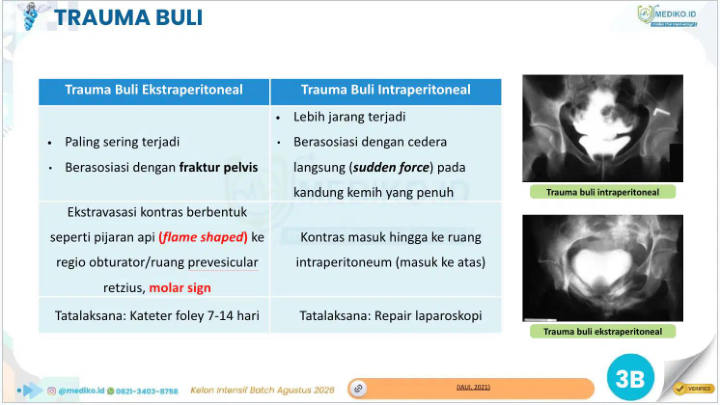 TRAUMA BULI
MEDIKO.ID
Trauma Buli Ekstraperitoneal
Trauma Buli Intraperitoneal
• Paling sering terjadi
• Berasosiasi dengan fraktur pelvis
• Lebih jarang terjadi
• Berasosiasi dengan cedera
langsung (sudden force) pada
kandung kemih yang penuh
Ekstravasasi kontras berbentuk
seperti pijaran api (flame shaped) ke
regio obturator/ruang prevesicular
retzius, molar sign
Kontras masuk hingga ke ruang
intraperitoneum (masuk ke atas)
Tatalaksana: Kateter foley 7-14 hari
Tatalaksana: Repair laparoskopi
Trauma buli intraperitoneal
Trauma buli ekstraperitoneal
@mediko.id 0821-3403-8768
Kelon Intensif Batch Agustus 2026
(IAUI, 2021)
3B
VERIFIED